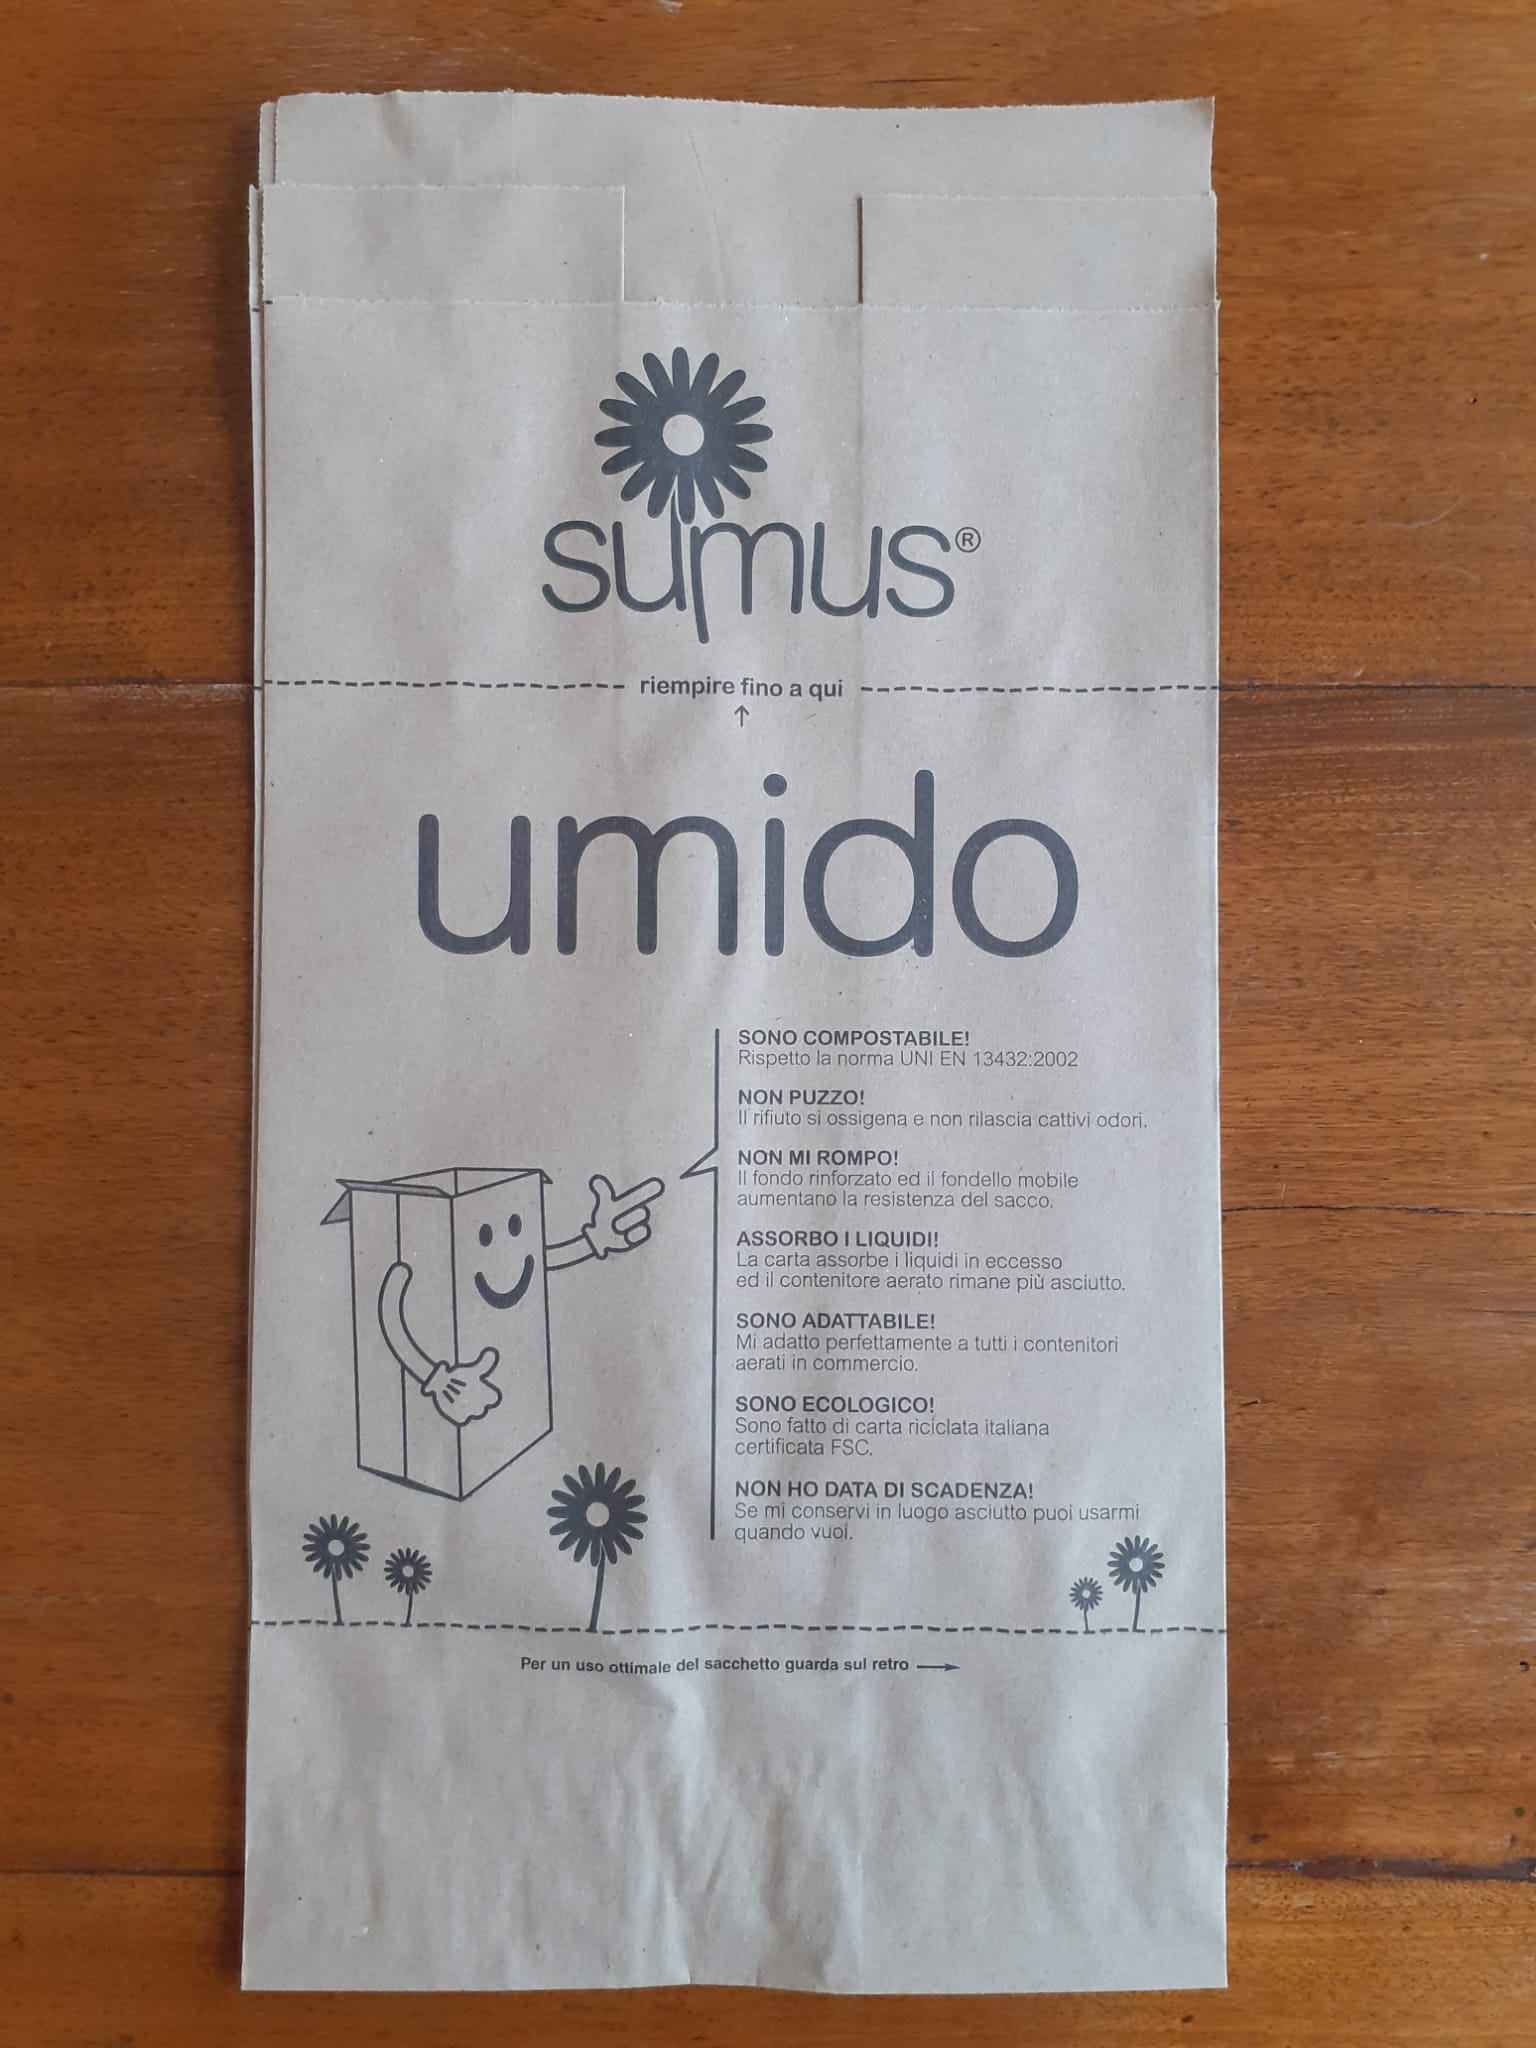 sumus®
riempire fino a qui
↑
umido
SONO COMPOSTABILE!
Rispetto la norma UNI EN 13432:2002
NON PUZZO!
Il rifiuto si ossigena e non rilascia cattivi odori.
NON MI ROMPO!
Il fondo rinforzato ed il fondello mobile
aumentano la resistenza del sacco.
ASSORBO I LIQUIDI!
La carta assorbe i liquidi in eccesso
ed il contenitore aerato rimane più asciutto.
SONO ADATTABILE!
Mi adatto perfettamente a tutti i contenitori
aerati in commercio.
SONO ECOLOGICO!
Sono fatto di carta riciclata italiana
certificata FSC.
NON HO DATA DI SCADENZA!
Se mi conservi in luogo asciutto puoi usarmi
quando vuoi.
Per un uso ottimale del sacchetto guarda sul retro →